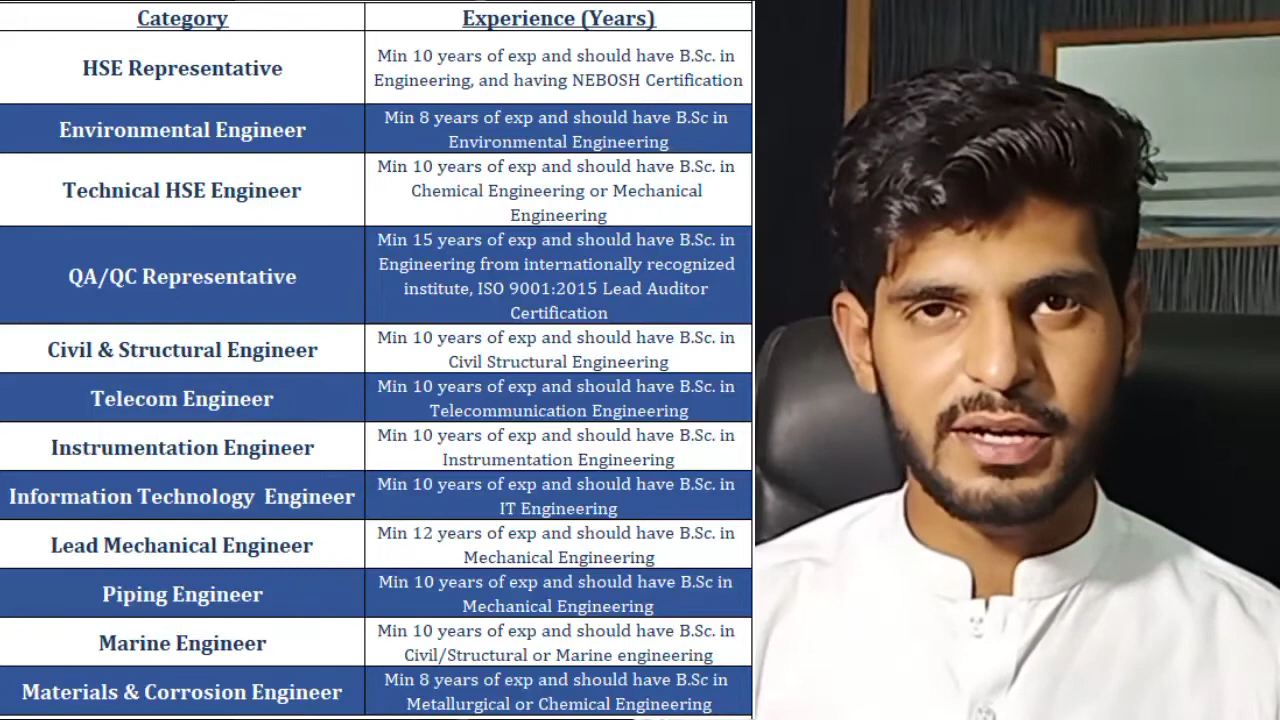 Category
Experience (Years)
HSE Representative
Min 10 years of exp and should have B.Sc. in
Engineering, and having NEBOSH Certification
Environmental Engineer
Min 8 years of exp and should have B.Sc in
Environmental Engineering
Technical HSE Engineer
Min 10 years of exp and should have B.Sc. in
Chemical Engineering or Mechanical
Engineering
QA/QC Representative
Min 15 years of exp and should have B.Sc. in
Engineering from internationally recognized
institute, ISO 9001:2015 Lead Auditor
Certification
Civil & Structural Engineer
Min 10 years of exp and should have B.Sc. in
Civil Structural Engineering
Telecom Engineer
Min 10 years of exp and should have B.Sc. in
Telecommunication Engineering
Instrumentation Engineer
Min 10 years of exp and should have B.Sc. in
Instrumentation Engineering
Information Technology  Engineer
Min 10 years of exp and should have B.Sc. in
IT Engineering
Lead Mechanical Engineer
Min 12 years of exp and should have B.Sc. in
Mechanical Engineering
Piping Engineer
Min 10 years of exp and should have B.Sc in
Mechanical Engineering
Marine Engineer
Min 10 years of exp and should have B.Sc. in
Civil/Structural or Marine engineering
Materials & Corrosion Engineer
Min 8 years of exp and should have B.Sc in
Metallurgical or Chemical Engineering